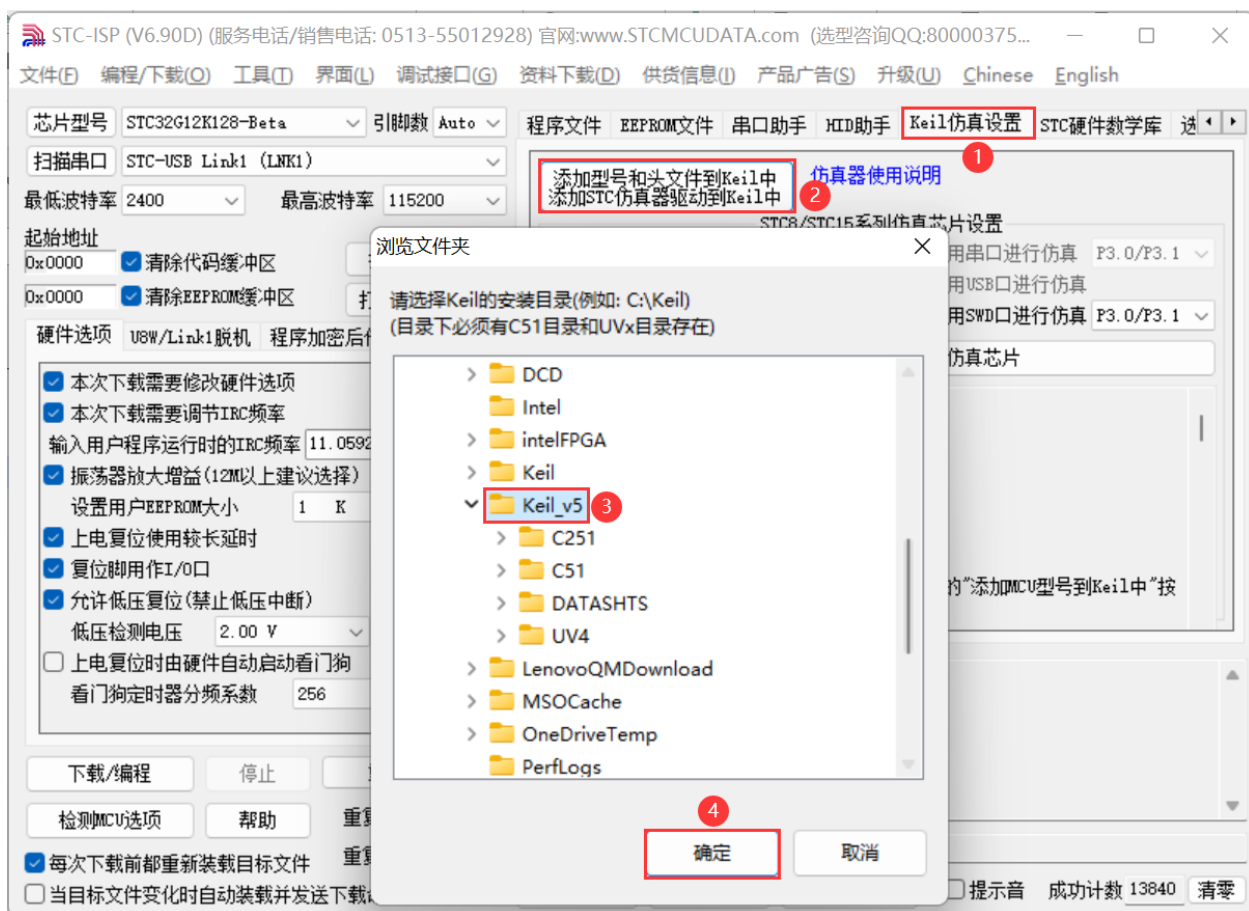 STC-ISP (V6.90D) (服务电话/销售电话: 0513-55012928) 官网:www.STCMCUDATA.com (选型咨询QQ:80000375...
文件(F) 编程/下载(O) 工具(T) 界面(L) 调试接口(G) 资料下载(D) 供货信息(I) 产品广告(S) 升级(U) Chinese English
芯片型号 STC32G12K128-Beta 引脚数 Auto
程序文件 EEPROM文件 串口助手 HID助手 Keil仿真设置 STC硬件数学库 选
1
扫描串口 STC-USB Link1 (LNK1)
添加型号和头文件到Keil中
添加STC仿真器驱动到Keil中
2
仿真器使用说明
最低波特率 2400 最高波特率 115200
STC8/STC15系列仿真芯片设置
起始地址
0x0000 清除代码缓冲区
0x0000 清除EEPROM缓冲区
用串口进行仿真 P3.0/P3.1
用USB口进行仿真
用SWD口进行仿真 P3.0/P3.1
仿真芯片
的"添加MCU型号到Keil中"按
硬件选项 U8W/Link1脱机 程序加密后
本次下载需要修改硬件选项
本次下载需要调节IRC频率
输入用户程序运行时的IRC频率 11.0592
振荡器放大增益(12M以上建议选择)
设置用户EEPROM大小 1 K
上电复位使用较长延时
复位脚用作I/O口
允许低压复位(禁止低压中断)
低压检测电压 2.00 V
上电复位时由硬件自动启动看门狗
看门狗定时器分频系数 256
下载/编程 停止
检测MCU选项 帮助
每次下载前都重新装载目标文件
当目标文件变化时自动装载并发送下载
提示音 成功计数 13840 清零
浏览文件夹
请选择Keil的安装目录(例如: C:\Keil)
(目录下必须有C51目录和UVx目录存在)
DCD
Intel
intelFPGA
Keil
Keil_v5 3
C251
C51
DATASHTS
UV4
LenovoQMDownload
MSOCache
OneDriveTemp
PerfLogs
4
确定 取消